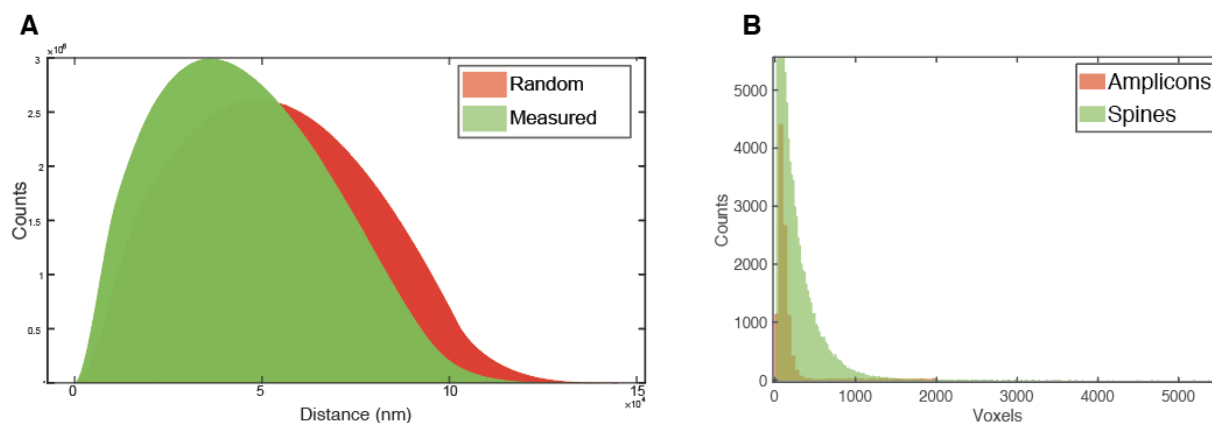 A
×10⁶
3
2.5
2
1.5
1
0.5
0
5
10
15
×10⁴
Counts
Distance (nm)
Random
Measured
B
5000
4000
3000
2000
1000
0
0
1000
2000
3000
4000
5000
Counts
Voxels
Amplicons
Spines